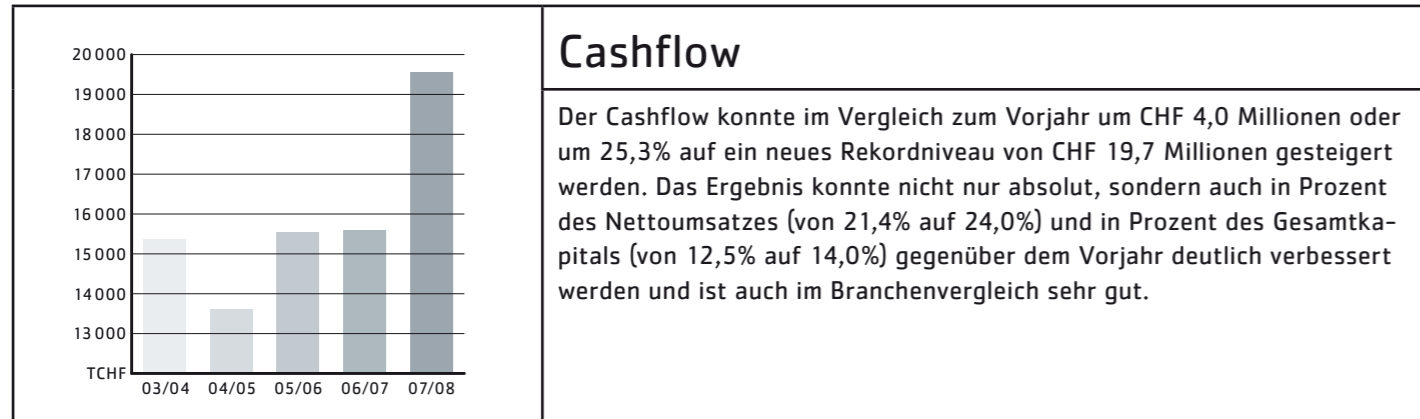 20 000
19 000
18 000
17 000
16 000
15 000
14 000
13 000
TCHF
03/04 04/05 05/06 06/07 07/08
Cashflow
Der Cashflow konnte im Vergleich zum Vorjahr um CHF 4,0 Millionen oder
um 25,3% auf ein neues Rekordniveau von CHF 19,7 Millionen gesteigert
werden. Das Ergebnis konnte nicht nur absolut, sondern auch in Prozent
des Nettoumsatzes (von 21,4% auf 24,0%) und in Prozent des Gesamtka-
pitals (von 12,5% auf 14,0%) gegenüber dem Vorjahr deutlich verbessert
werden und ist auch im Branchenvergleich sehr gut.